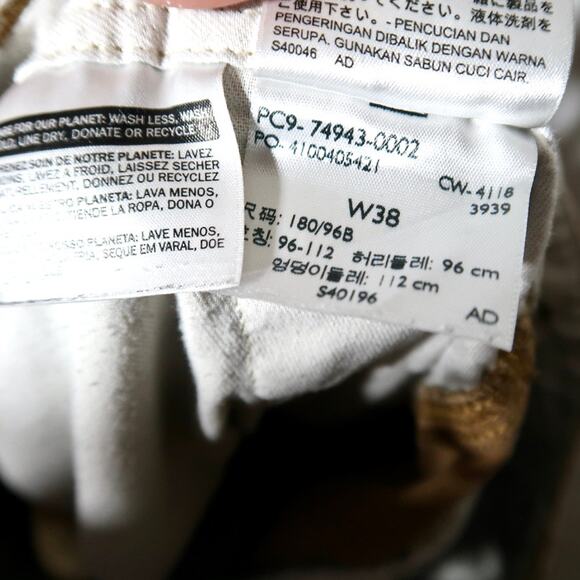 ご使用下さい。液体洗剤を
-PENCUCIAN DAN
PENGERINGAN DIBALIK DENGAN WARNA
SERUPA. GUNAKAN SABUN CUCI CAIR.
S40046 AD
FOR OUR PLANET: WASH LESS, WASH
LINE DRY, DONATE OR RECYCLE
SOIN DE NOTRE PLANETE: LAVEZ
LAVEZ A FROID, LAISSEZ SECHER
DONNEZ OU RECYCLEZ
PLANETA: LAVA MENOS,
LA ROPA, DONA O
PLANETA: LAVE MENOS,
SEQUE EM VARAL, DOE
PC9- 74943-0002
PO- 4100405421
CW- 4118
3939
W38
尺码: 180/96B
호칭: 96-112 허리둘레: 96 cm
엉덩이둘레: 112 cm
S40196
AD